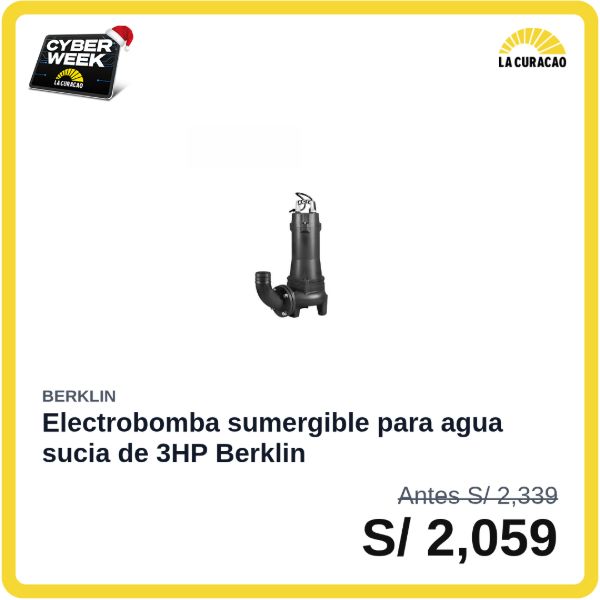 CYBER
WEEK
LA CURACAO
LA CURACAO
BERKLIN
Electrobomba sumergible para agua
sucia de 3HP Berklin
Antes S/ 2,339
S/ 2,059